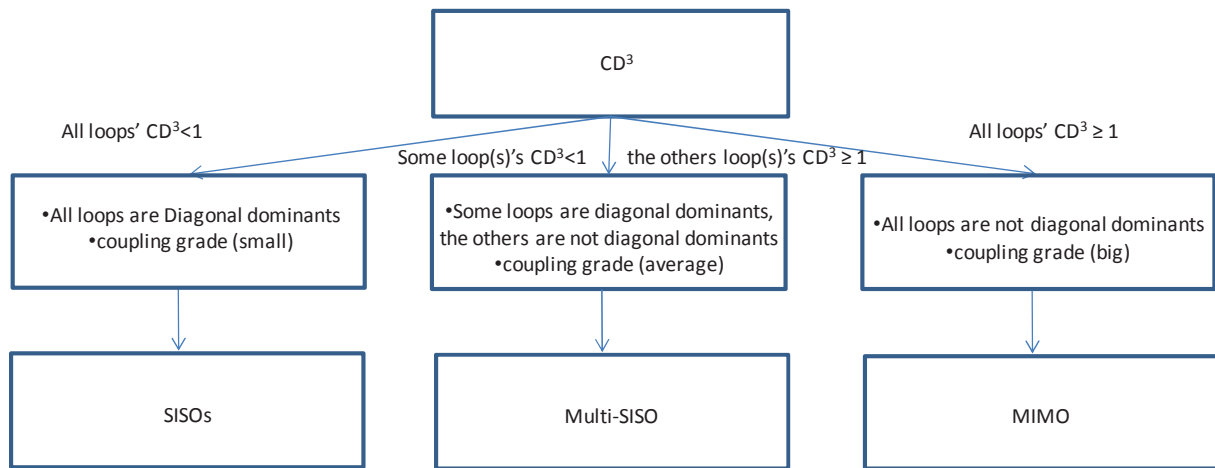 CD³
All loops' CD³<1
All loops' CD³ ≥ 1
Some loop(s)'s CD³<1
the others loop(s)'s CD³ ≥ 1
•All loops are Diagonal dominants
•coupling grade (small)
•Some loops are diagonal dominants,
the others are not diagonal dominants
•coupling grade (average)
•All loops are not diagonal dominants
•coupling grade (big)
SISOs
Multi-SISO
MIMO